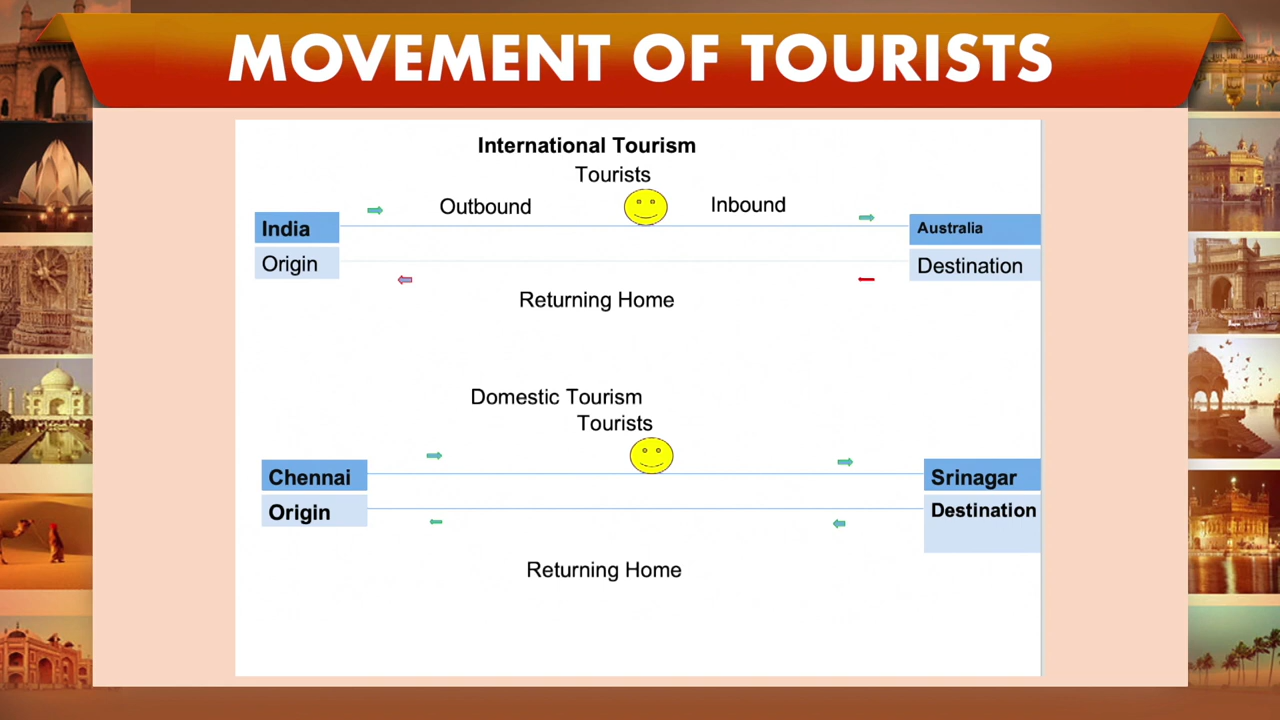 MOVEMENT OF TOURISTS
International Tourism
Tourists
Outbound
Inbound
India
Australia
Origin
Destination
Returning Home
Domestic Tourism
Tourists
Chennai
Srinagar
Origin
Destination
Returning Home